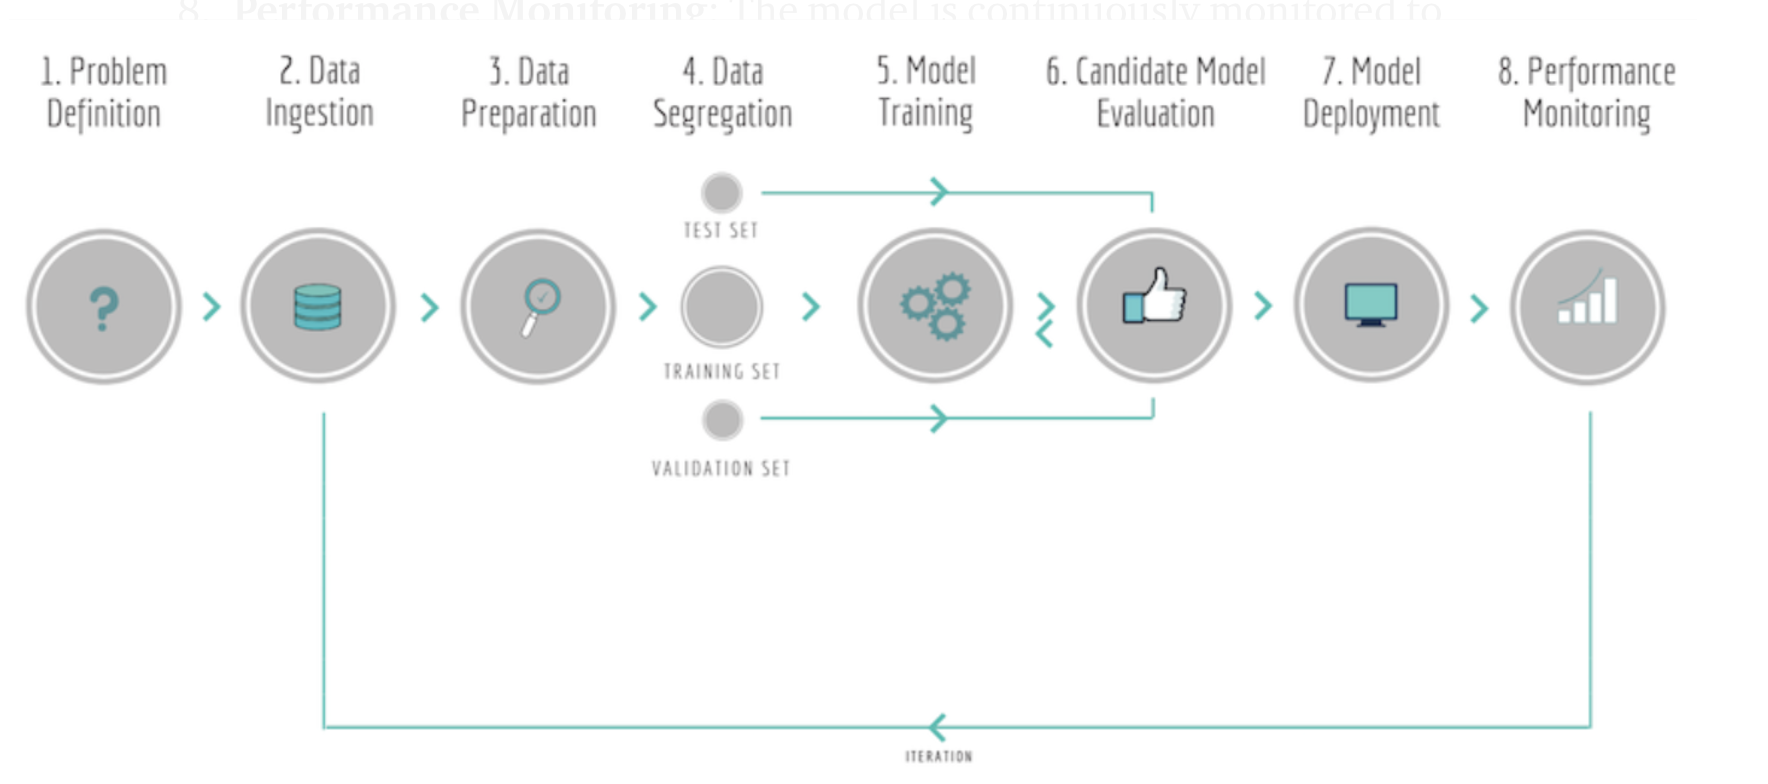 8. Performance Monitoring: The model is continuously monitored to
1. Problem
Definition
2. Data
Ingestion
3. Data
Preparation
4. Data
Segregation
5. Model
Training
6. Candidate Model
Evaluation
7. Model
Deployment
8. Performance
Monitoring
TEST SET
?
TRAINING SET
VALIDATION SET
ITERATION